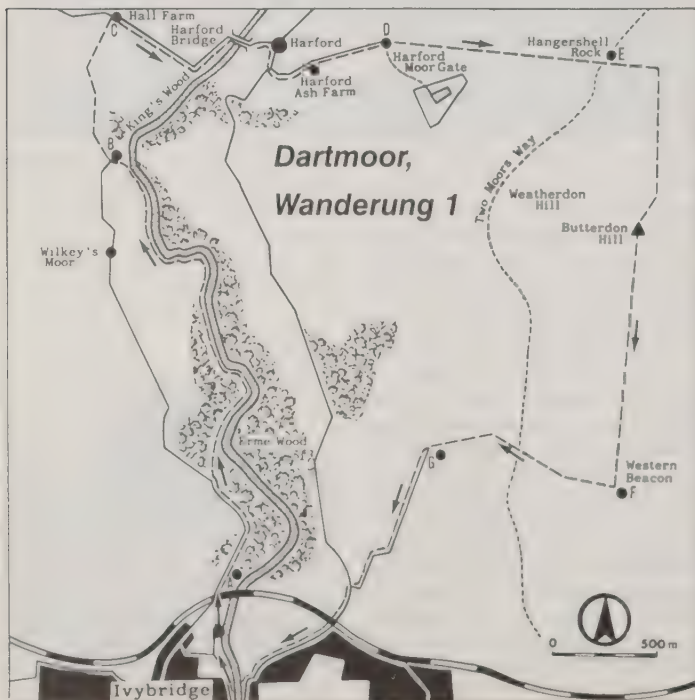 Hall Farm
C
Harford
Bridge
Harford
D
Harford
Moor Gate
Hangershell
Rock
E
King's Wood
Harford
Ash Farm
B
Dartmoor,
Wanderung 1
Two Moors Way
Weatherdon
Hill
Butterdon
Hill
Wilkey's
Moor
Erme Wood
G
Western
Beacon
F
A
0
500 m
Ivybridge